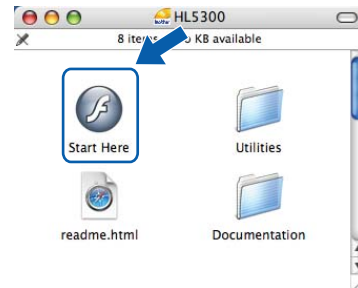 HL5300
8 items KB available
Start Here
Utilities
readme.html
Documentation